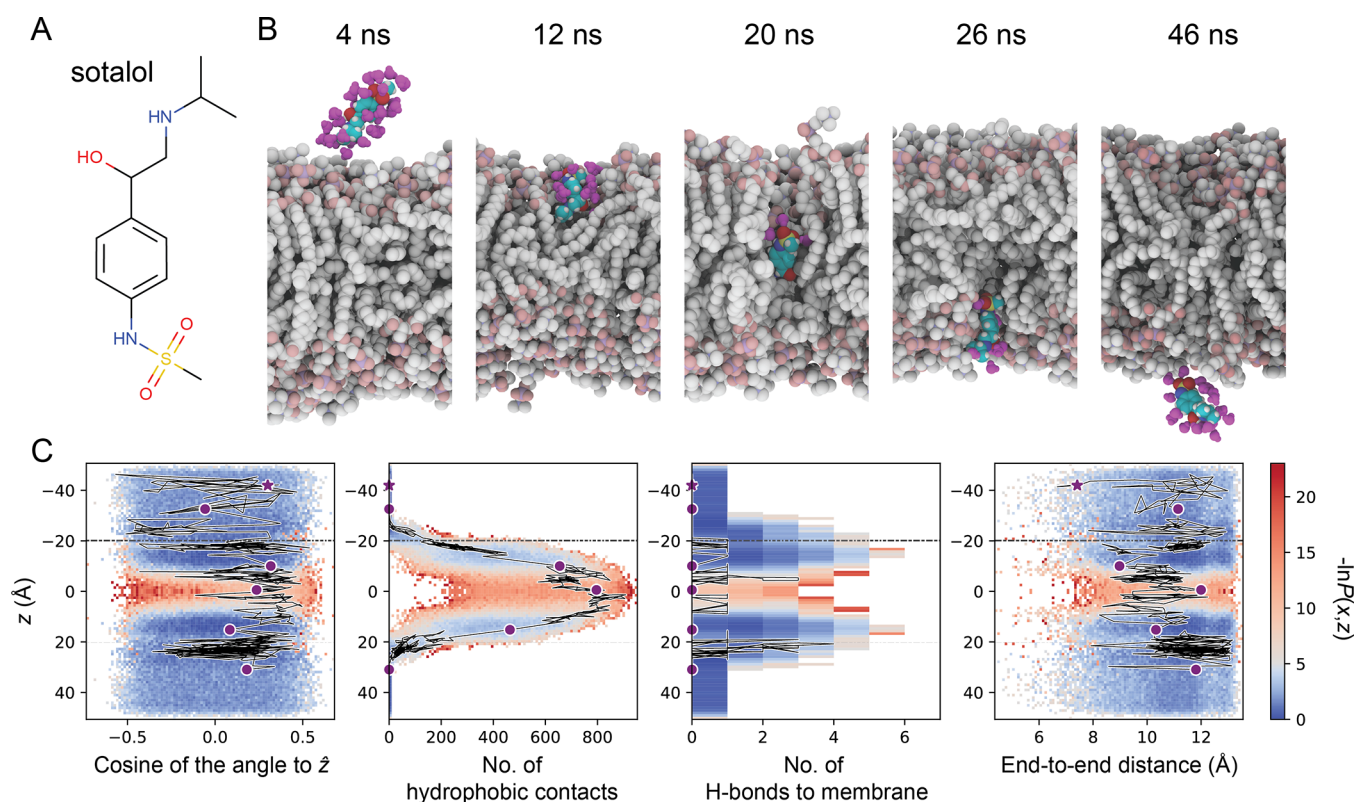 A
B
4 ns
12 ns
20 ns
26 ns
46 ns
sotalol
HN
HO
HN
O
S
O
C
z (Å)
−40
−20
0
20
40
−0.5
0.0
0.5
Cosine of the angle to ẑ
−40
−20
0
20
40
0
200
400
600
800
No. of
hydrophobic contacts
−40
−20
0
20
40
0
2
4
6
No. of
H-bonds to membrane
−40
−20
0
20
40
4
6
8
10
12
End-to-end distance (Å)
20
15
10
5
0
-lnP(x,z)